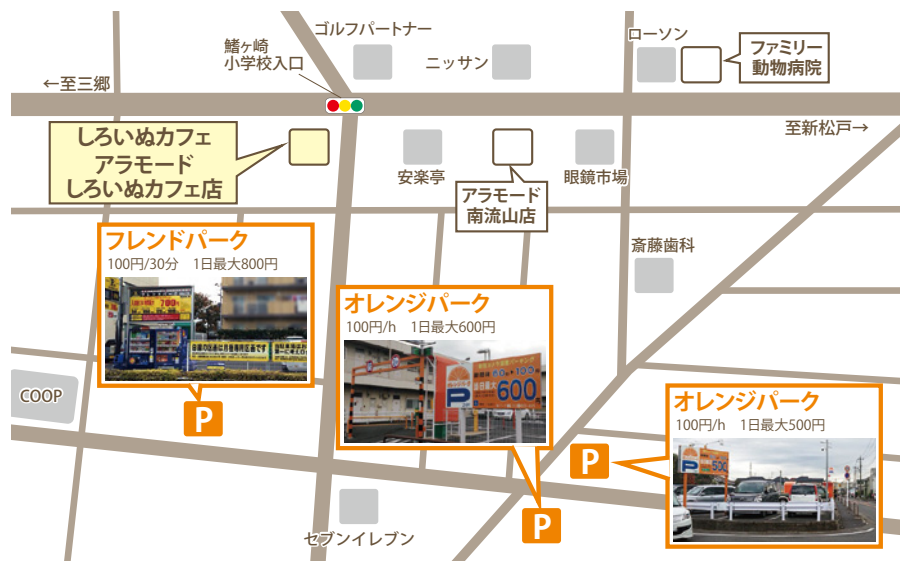 ゴルフパートナー
鰭ヶ崎
小学校入口
ニッサン
ローソン
ファミリー
動物病院
←至三郷
至新松戸→
しろいぬカフェ
アラモード
しろいぬカフェ店
安楽亭
アラモード
南流山店
眼鏡市場
斎藤歯科
フレンドパーク
100円/30分 1日最大800円
オレンジパーク
100円/h 1日最大600円
600
P
COOP
P
オレンジパーク
100円/h 1日最大500円
500
P
P
P
セブンイレブン